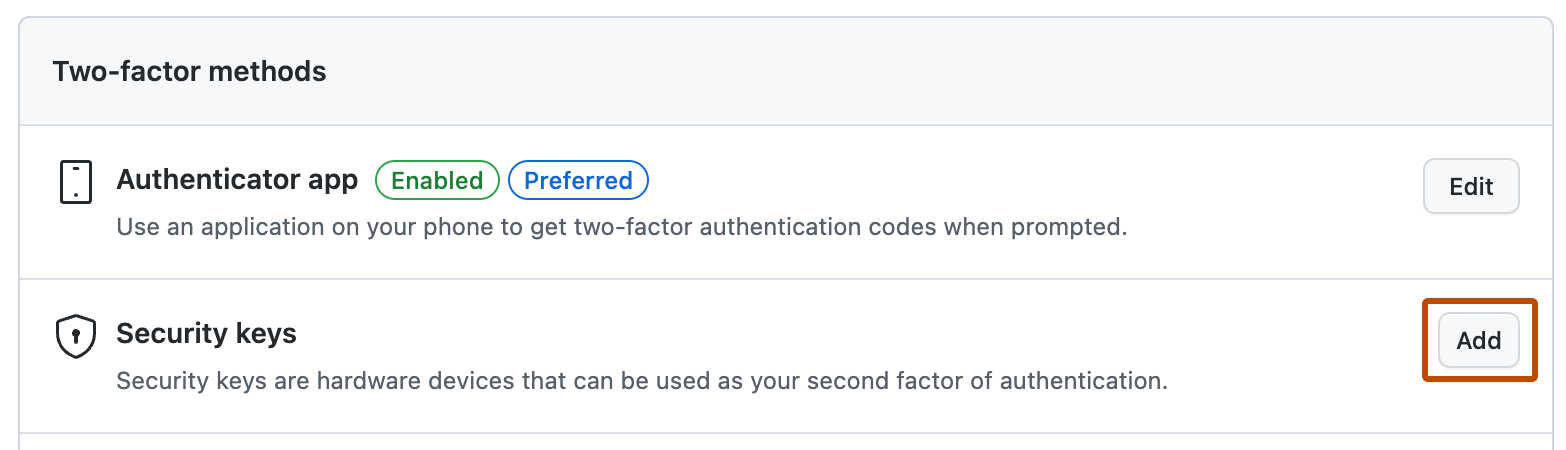 Two-factor methods
Authenticator app Enabled Preferred
Edit
Use an application on your phone to get two-factor authentication codes when prompted.
Security keys
Add
Security keys are hardware devices that can be used as your second factor of authentication.